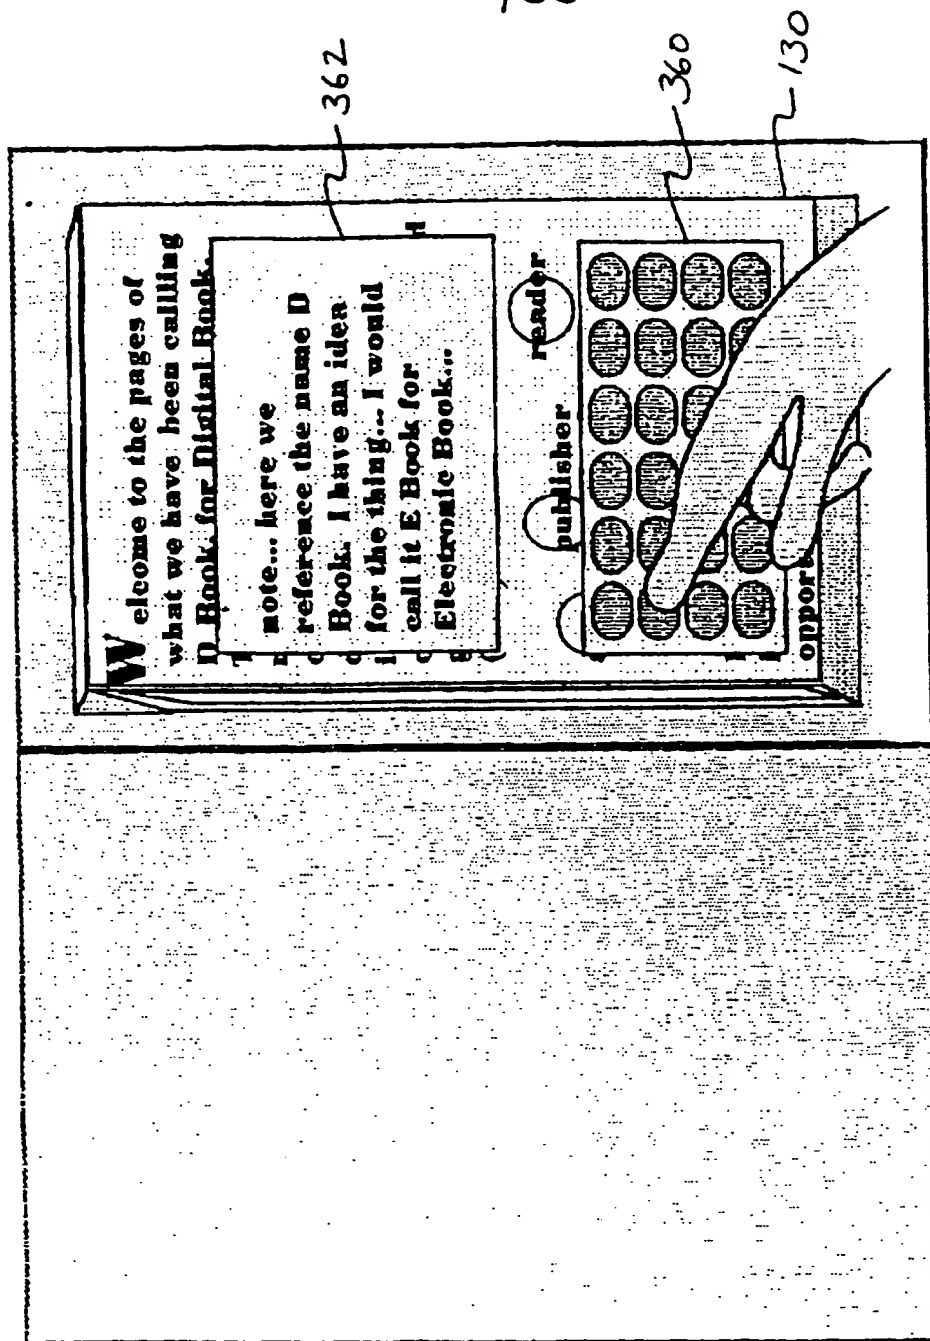 Welcome to the pages of
what we have been callling
D Book, for Digital Book.
note... here we
reference the name D
Book. I have an idea
for the thing... I would
call it E Book for
Electronic Book...
publisher
reader
362
360
130